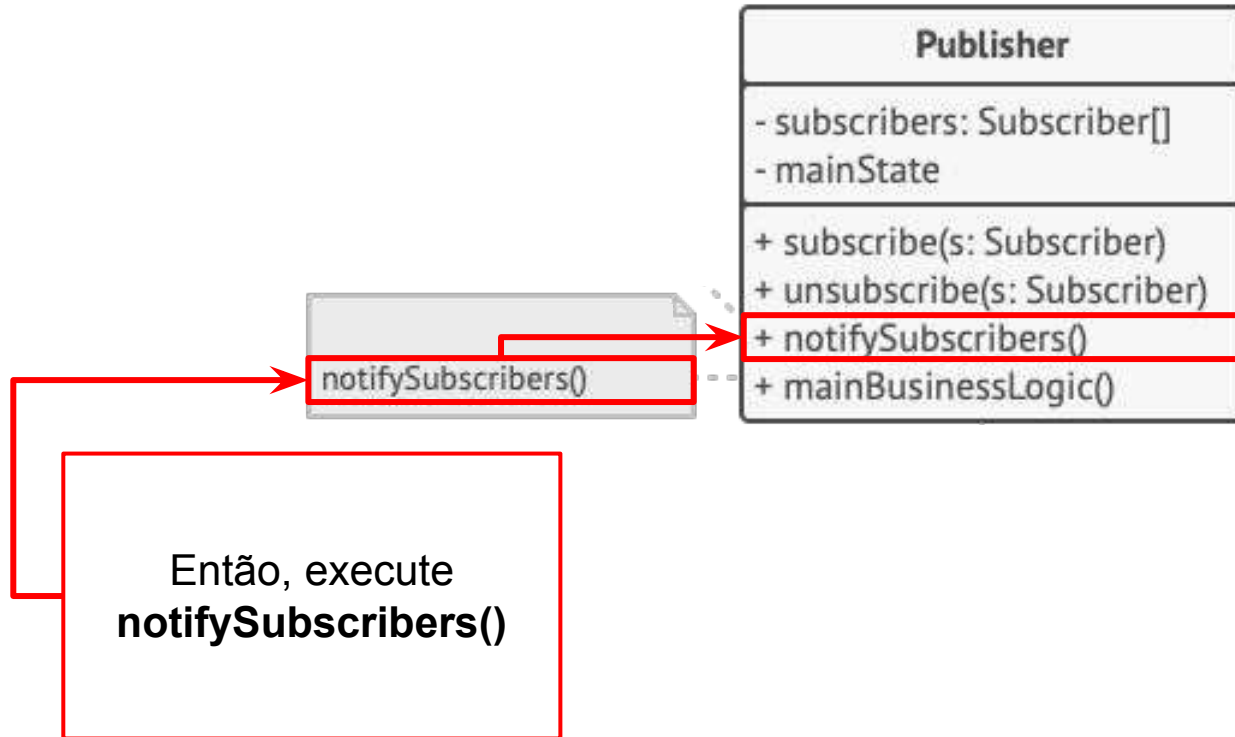 Publisher
- subscribers: Subscriber[]
- mainState
+ subscribe(s: Subscriber)
+ unsubscribe(s: Subscriber)
+ notifySubscribers()
+ mainBusinessLogic()
notifySubscribers()
Então, execute
notifySubscribers()